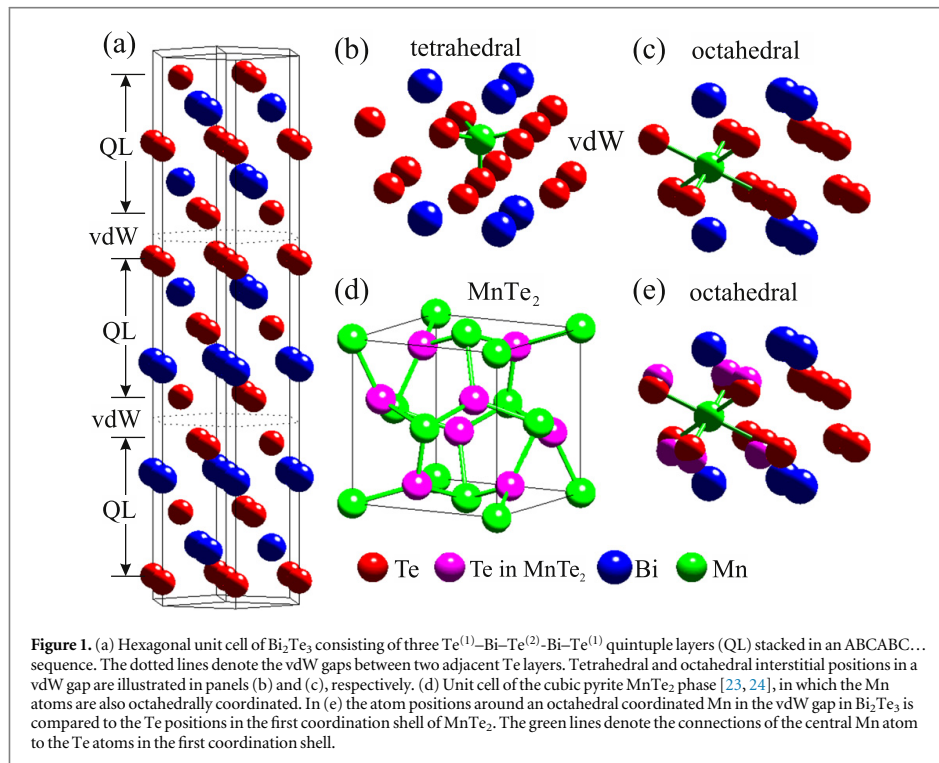 (a)
QL
vdW
QL
vdW
QL
(b)
tetrahedral
vdW
(c)
octahedral
(d)
MnTe₂
(e)
octahedral
Te
Te in MnTe₂
Bi
Mn
Figure 1. (a) Hexagonal unit cell of Bi₂Te₃ consisting of three Te⁽¹⁾–Bi–Te⁽²⁾-Bi–Te⁽¹⁾ quintuple layers (QL) stacked in an ABCABC…
sequence. The dotted lines denote the vdW gaps between two adjacent Te layers. Tetrahedral and octahedral interstitial positions in a
vdW gap are illustrated in panels (b) and (c), respectively. (d) Unit cell of the cubic pyrite MnTe₂ phase [23, 24], in which the Mn
atoms are also octahedrally coordinated. In (e) the atom positions around an octahedral coordinated Mn in the vdW gap in Bi₂Te₃ is
compared to the Te positions in the first coordination shell of MnTe₂. The green lines denote the connections of the central Mn atom
to the Te atoms in the first coordination shell.